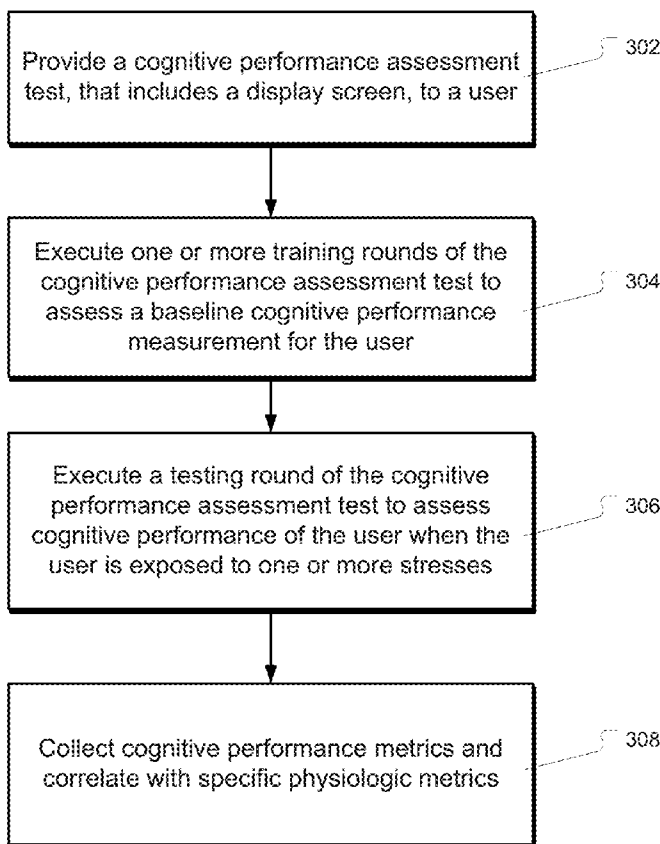 Provide a cognitive performance assessment
test, that includes a display screen, to a user
302
Execute one or more training rounds of the
cognitive performance assessment test to
assess a baseline cognitive performance
measurement for the user
304
Execute a testing round of the cognitive
performance assessment test to assess
cognitive performance of the user when the
user is exposed to one or more stresses
306
Collect cognitive performance metrics and
correlate with specific physiologic metrics
308